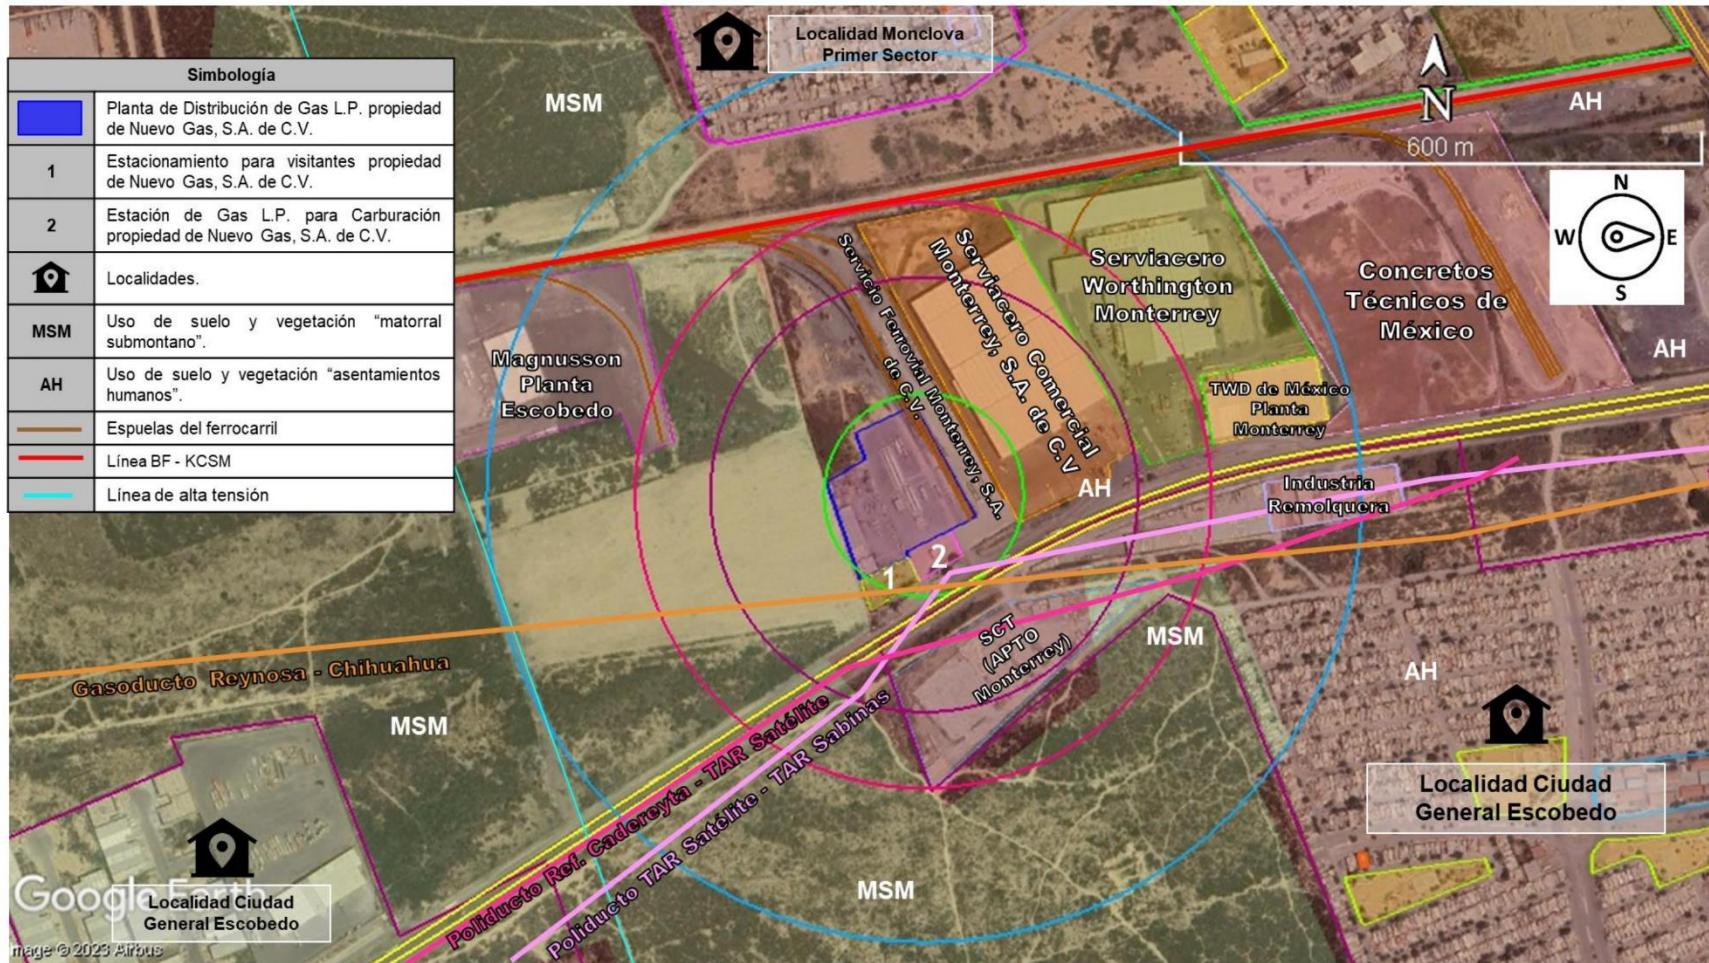 Localidad Monclova
Primer Sector
Simbología
Planta de Distribución de Gas L.P. propiedad
de Nuevo Gas, S.A. de C.V.
1
Estacionamiento para visitantes propiedad
de Nuevo Gas, S.A. de C.V.
2
Estación de Gas L.P. para Carburación
propiedad de Nuevo Gas, S.A. de C.V.
Localidades.
MSM
Uso de suelo y vegetación “matorral
submontano”.
AH
Uso de suelo y vegetación “asentamientos
humanos”.
Espuelas del ferrocarril
Línea BF - KCSM
Línea de alta tensión
MSM
N
AH
600 m
N
W
E
S
Servicio Ferrovial Monterrey, S.A.
de C.V.
Serviacero Comercial
Monterrey, S.A. de C.V
Serviacero
Worthington
Monterrey
Concretos
Técnicos de
México
AH
Magnusson
Planta
Escobedo
TWD de México
Planta
Monterrey
AH
Industria
Remolquera
1
2
SCT
(APTO
Monterrey)
MSM
AH
Gasoducto Reynosa - Chihuahua
MSM
Poliducto Ref. Cadereyta - TAR Satélite
Poliducto TAR Satélite - TAR Sabinas
Localidad Ciudad
General Escobedo
MSM
Google Earth
Localidad Ciudad
General Escobedo
mage © 2023 Airbus